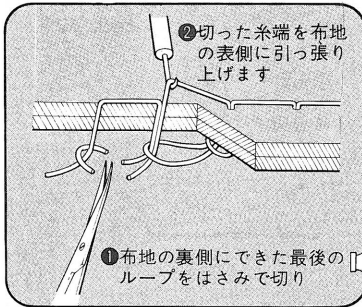 ❷切った糸端を布地
の表側に引っ張り
上げます
❶布地の裏側にできた最後の
ループをはさみで切り